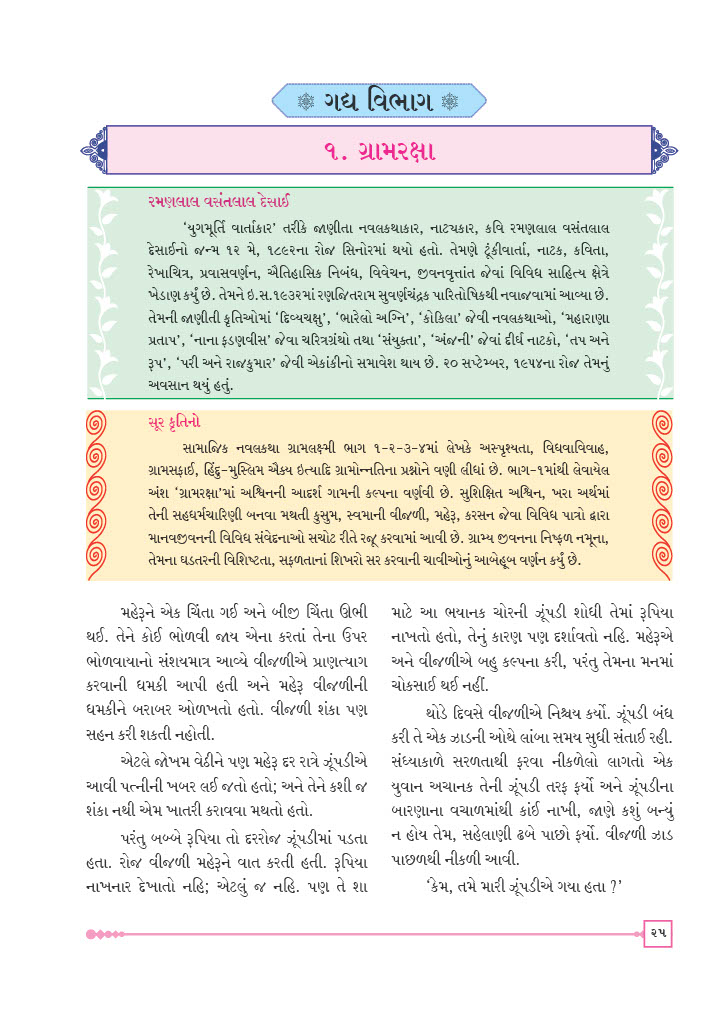 ગદ્ય વિભાગ
૧. ગ્રામરક્ષા
રમણલાલ વસંતલાલ દેસાઈ
‘યુગમૂર્તિ વાર્તાકાર’ તરીકે જાણીતા નવલકથાકાર, નાટ્યકાર, કવિ રમણલાલ વસંતલાલ
દેસાઈનો જન્મ ૧૨ મે, ૧૮૯૨ના રોજ સિનોરમાં થયો હતો. તેમણે ટૂંકીવાર્તા, નાટક, કવિતા,
રેખાચિત્ર, પ્રવાસવર્ણન, ઐતિહાસિક નિબંધ, વિવેચન, જીવનવૃત્તાંત જેવાં વિવિધ સાહિત્ય ક્ષેત્રે
ખેડાણ કર્યું છે. તેમને ઇ.સ.૧૯૩૨માં રણજિતરામ સુવર્ણચંદ્રક પારિતોષિકથી નવાજવામાં આવ્યા છે.
તેમની જાણીતી કૃતિઓમાં ‘દિવ્યચક્ષુ’, ‘ભારેલો અગ્નિ’, ‘કોકિલા’ જેવી નવલકથાઓ, ‘મહારાણા
પ્રતાપ’, ‘નાના ફડણવીસ’ જેવા ચરિત્રગ્રંથો તથા ‘સંયુક્તા’, ‘અંજની’ જેવાં દીર્ઘ નાટકો, ‘તપ અને
રૂપ’, ‘પરી અને રાજકુમાર’ જેવી એકાંકીનો સમાવેશ થાય છે. ૨૦ સપ્ટેમ્બર, ૧૯૫૪ના રોજ તેમનું
અવસાન થયું હતું.
સૂર કૃતિનો
સામાજિક નવલકથા ગ્રામલક્ષ્મી ભાગ ૧-૨-૩-૪માં લેખકે અસ્પૃશ્યતા, વિધવાવિવાહ,
ગ્રામસફાઈ, હિંદુ-મુસ્લિમ ઐક્ય ઇત્યાદિ ગ્રામોન્નતિના પ્રશ્નોને વણી લીધાં છે. ભાગ-૧માંથી લેવાયેલ
અંશ ‘ગ્રામરક્ષા’માં અશ્વિનની આદર્શ ગામની કલ્પના વર્ણવી છે. સુશિક્ષિત અશ્વિન, ખરા અર્થમાં
તેની સહધર્મચારિણી બનવા મથતી કુસુમ, સ્વમાની વીજળી, મહેરૂ, કરસન જેવા વિવિધ પાત્રો દ્વારા
માનવજીવનની વિવિધ સંવેદનાઓ સચોટ રીતે રજૂ કરવામાં આવી છે. ગ્રામ્ય જીવનના નિષ્ફળ નમૂના,
તેમના ઘડતરની વિશિષ્ટતા, સફળતાનાં શિખરો સર કરવાની ચાવીઓનું આબેહૂબ વર્ણન કર્યું છે.
મહેરૂને એક ચિંતા ગઈ અને બીજી ચિંતા ઊભી
થઈ. તેને કોઈ ભોળવી જાય એના કરતાં તેના ઉપર
ભોળવાયાનો સંશયમાત્ર આવ્યે વીજળીએ પ્રાણત્યાગ
કરવાની ધમકી આપી હતી અને મહેરૂ વીજળીની
ધમકીને બરાબર ઓળખતો હતો. વીજળી શંકા પણ
સહન કરી શકતી નહોતી.
એટલે જોખમ વેઠીને પણ મહેરૂ દર રાત્રે ઝૂંપડીએ
આવી પત્નીની ખબર લઈ જતો હતો; અને તેને કશી જ
શંકા નથી એમ ખાતરી કરાવવા મથતો હતો.
પરંતુ બબ્બે રૂપિયા તો દરરોજ ઝૂંપડીમાં પડતા
હતા. રોજ વીજળી મહેરૂને વાત કરતી હતી. રૂપિયા
નાખનાર દેખાતો નહિ; એટલું જ નહિ. પણ તે શા
માટે આ ભયાનક ચોરની ઝૂંપડી શોધી તેમાં રૂપિયા
નાખતો હતો, તેનું કારણ પણ દર્શાવતો નહિ. મહેરૂએ
અને વીજળીએ બહુ કલ્પના કરી, પરંતુ તેમના મનમાં
ચોકસાઈ થઈ નહીં.
થોડે દિવસે વીજળીએ નિશ્ચય કર્યો. ઝૂંપડી બંધ
કરી તે એક ઝાડની ઓથે લાંબા સમય સુધી સંતાઈ રહી.
સંધ્યાકાળે સરળતાથી ફરવા નીકળેલો લાગતો એક
યુવાન અચાનક તેની ઝૂંપડી તરફ ફર્યો અને ઝૂંપડીના
બારણાના વચાળમાંથી કાંઈ નાખી, જાણે કશું બન્યું
ન હોય તેમ, સહેલાણી ઢબે પાછો ફર્યો. વીજળી ઝાડ
પાછળથી નીકળી આવી.
‘કેમ, તમે મારી ઝૂંપડીએ ગયા હતા ?’
૨૫